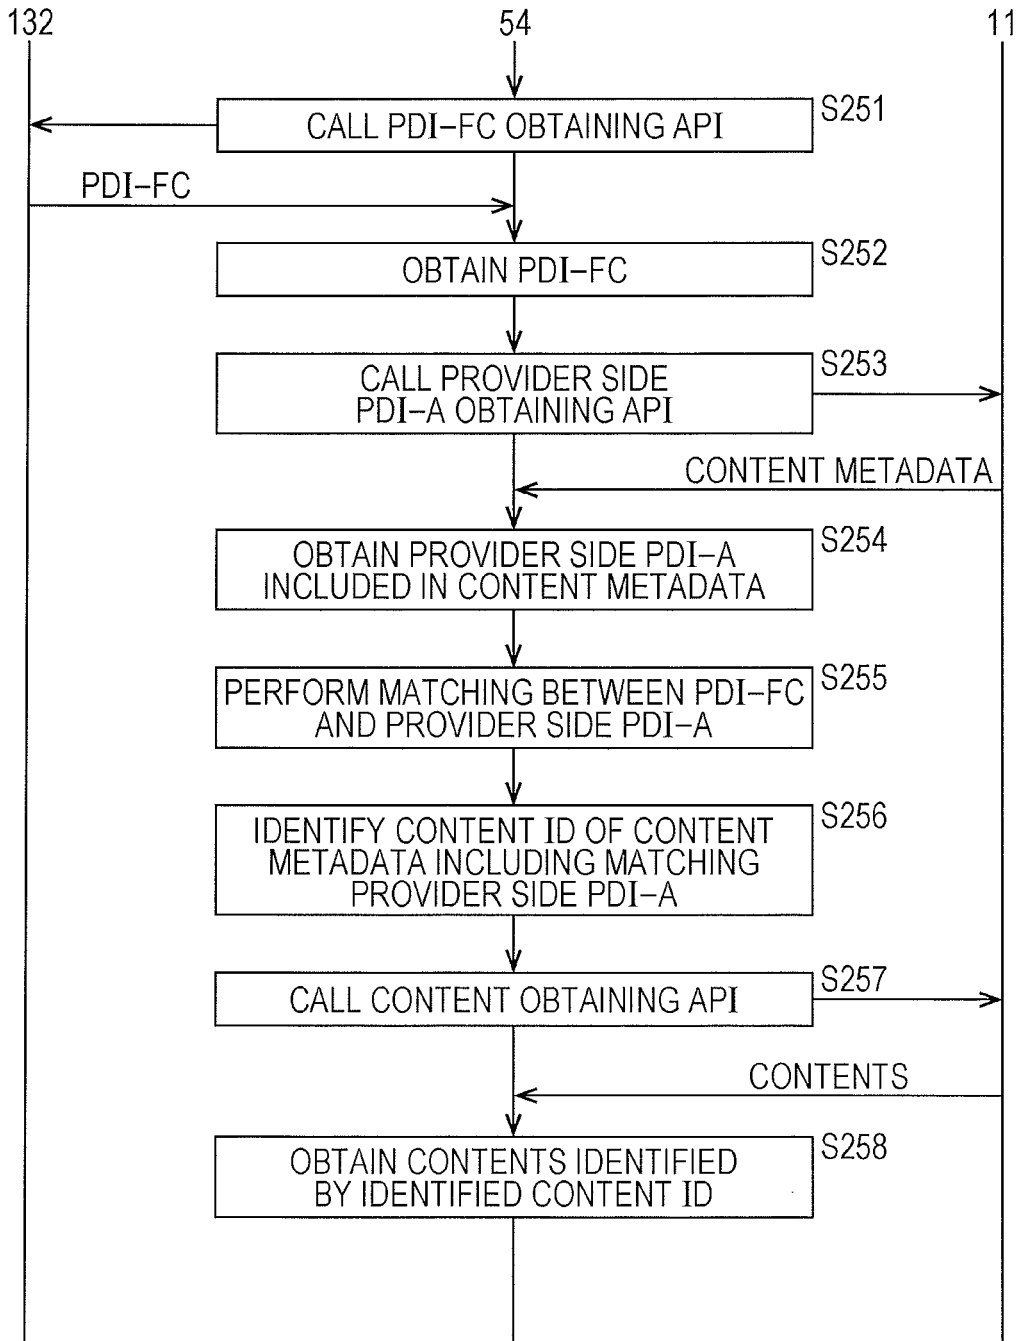 132
54
11
CALL PDI–FC OBTAINING API
S251
PDI–FC
OBTAIN PDI–FC
S252
CALL PROVIDER SIDE
PDI–A OBTAINING API
S253
CONTENT METADATA
OBTAIN PROVIDER SIDE PDI–A
INCLUDED IN CONTENT METADATA
S254
PERFORM MATCHING BETWEEN PDI–FC
AND PROVIDER SIDE PDI–A
S255
IDENTIFY CONTENT ID OF CONTENT
METADATA INCLUDING MATCHING
PROVIDER SIDE PDI–A
S256
CALL CONTENT OBTAINING API
S257
CONTENTS
OBTAIN CONTENTS IDENTIFIED
BY IDENTIFIED CONTENT ID
S258